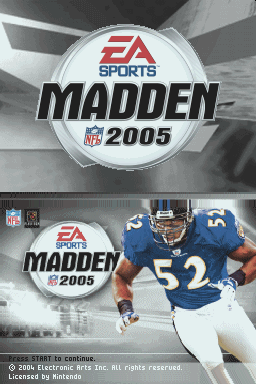 EA
SPORTS
MADDEN
NFL 2005
NFL
EA
SPORTS
MADDEN
NFL 2005
52
52
Press START to continue.
© 2004 Electronic Arts Inc. All rights reserved.
Licensed by Nintendo